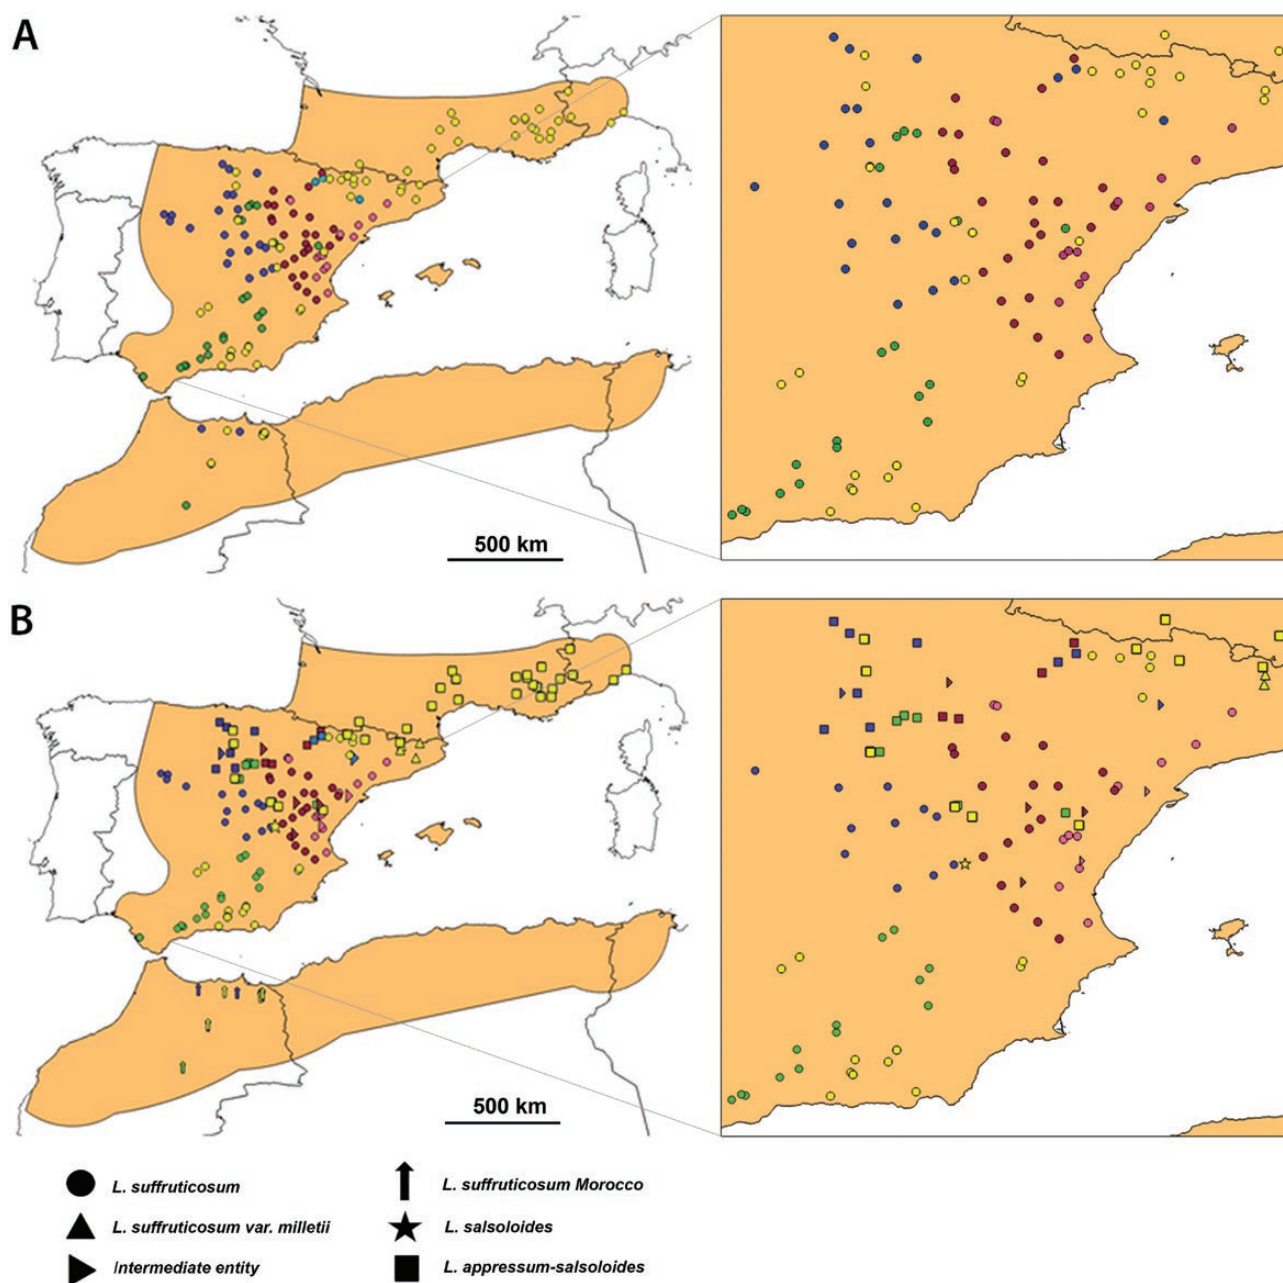 A
500 km
B
500 km
L. suffruticosum
L. suffruticosum Morocco
L. suffruticosum var. milletii
L. salsoloides
Intermediate entity
L. appressum-salsoloides